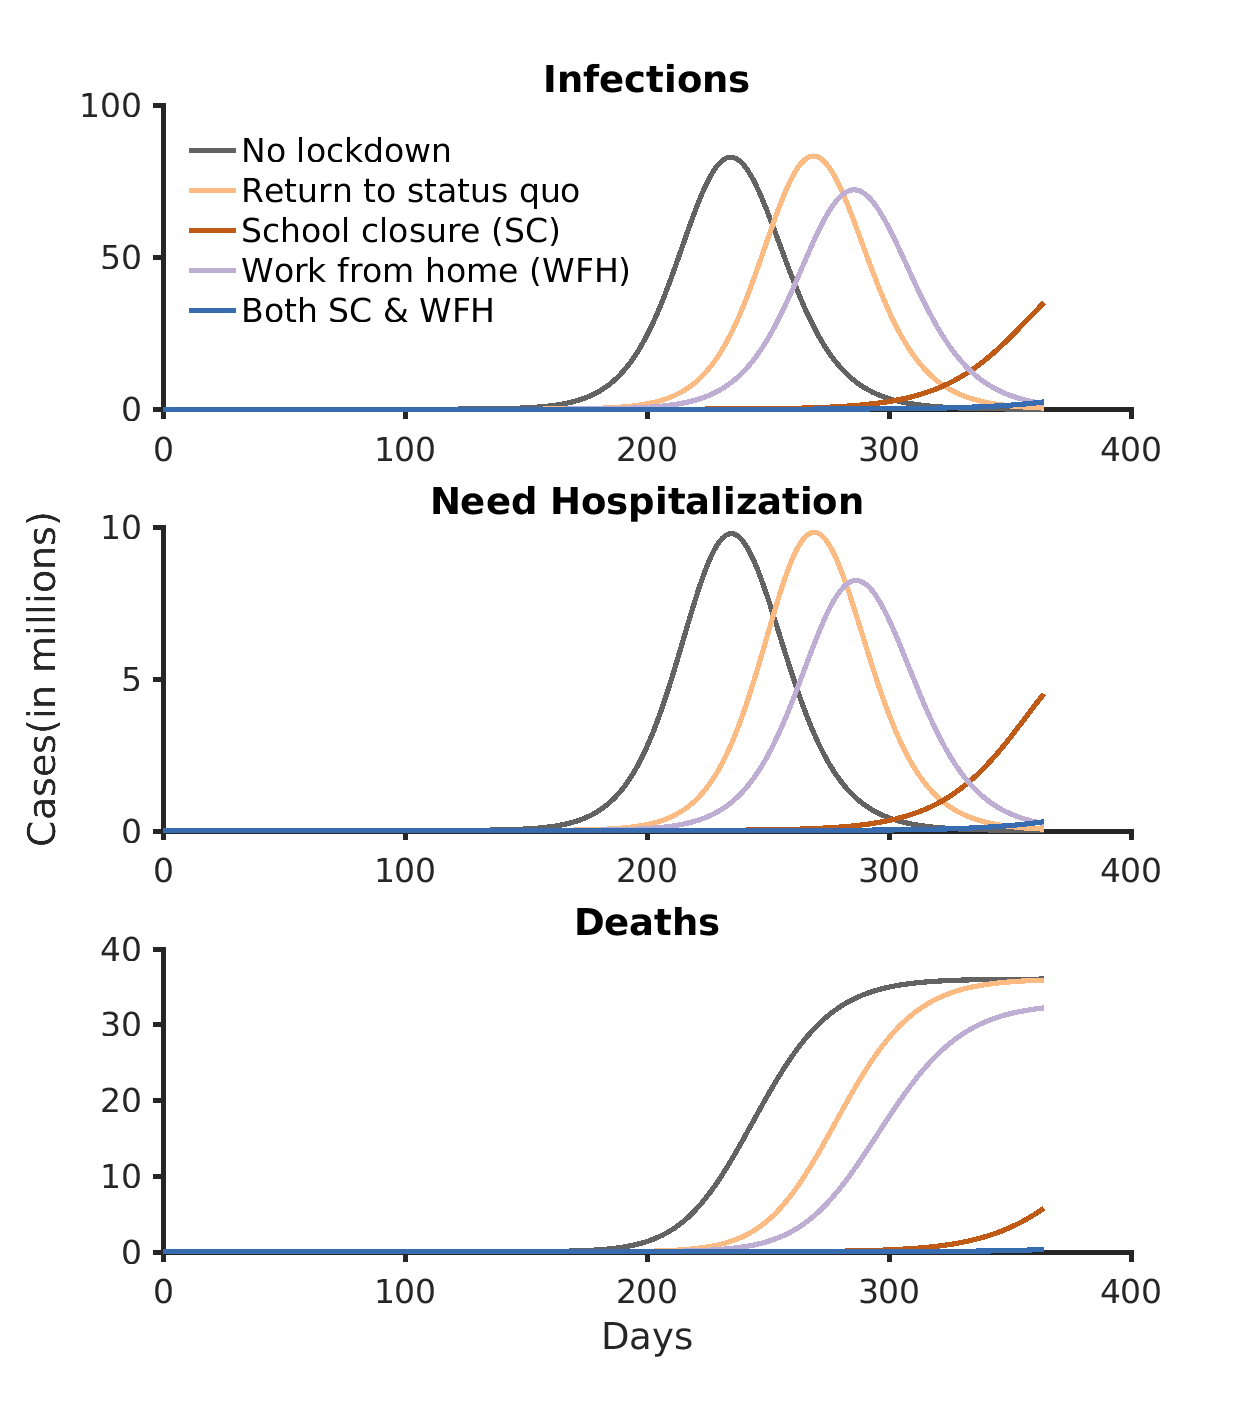 Infections
100
50
0
No lockdown
Return to status quo
School closure (SC)
Work from home (WFH)
Both SC & WFH
0 100 200 300 400
Need Hospitalization
Cases(in millions)
10
5
0
0 100 200 300 400
Deaths
40
30
20
10
0
0 100 200 300 400
Days